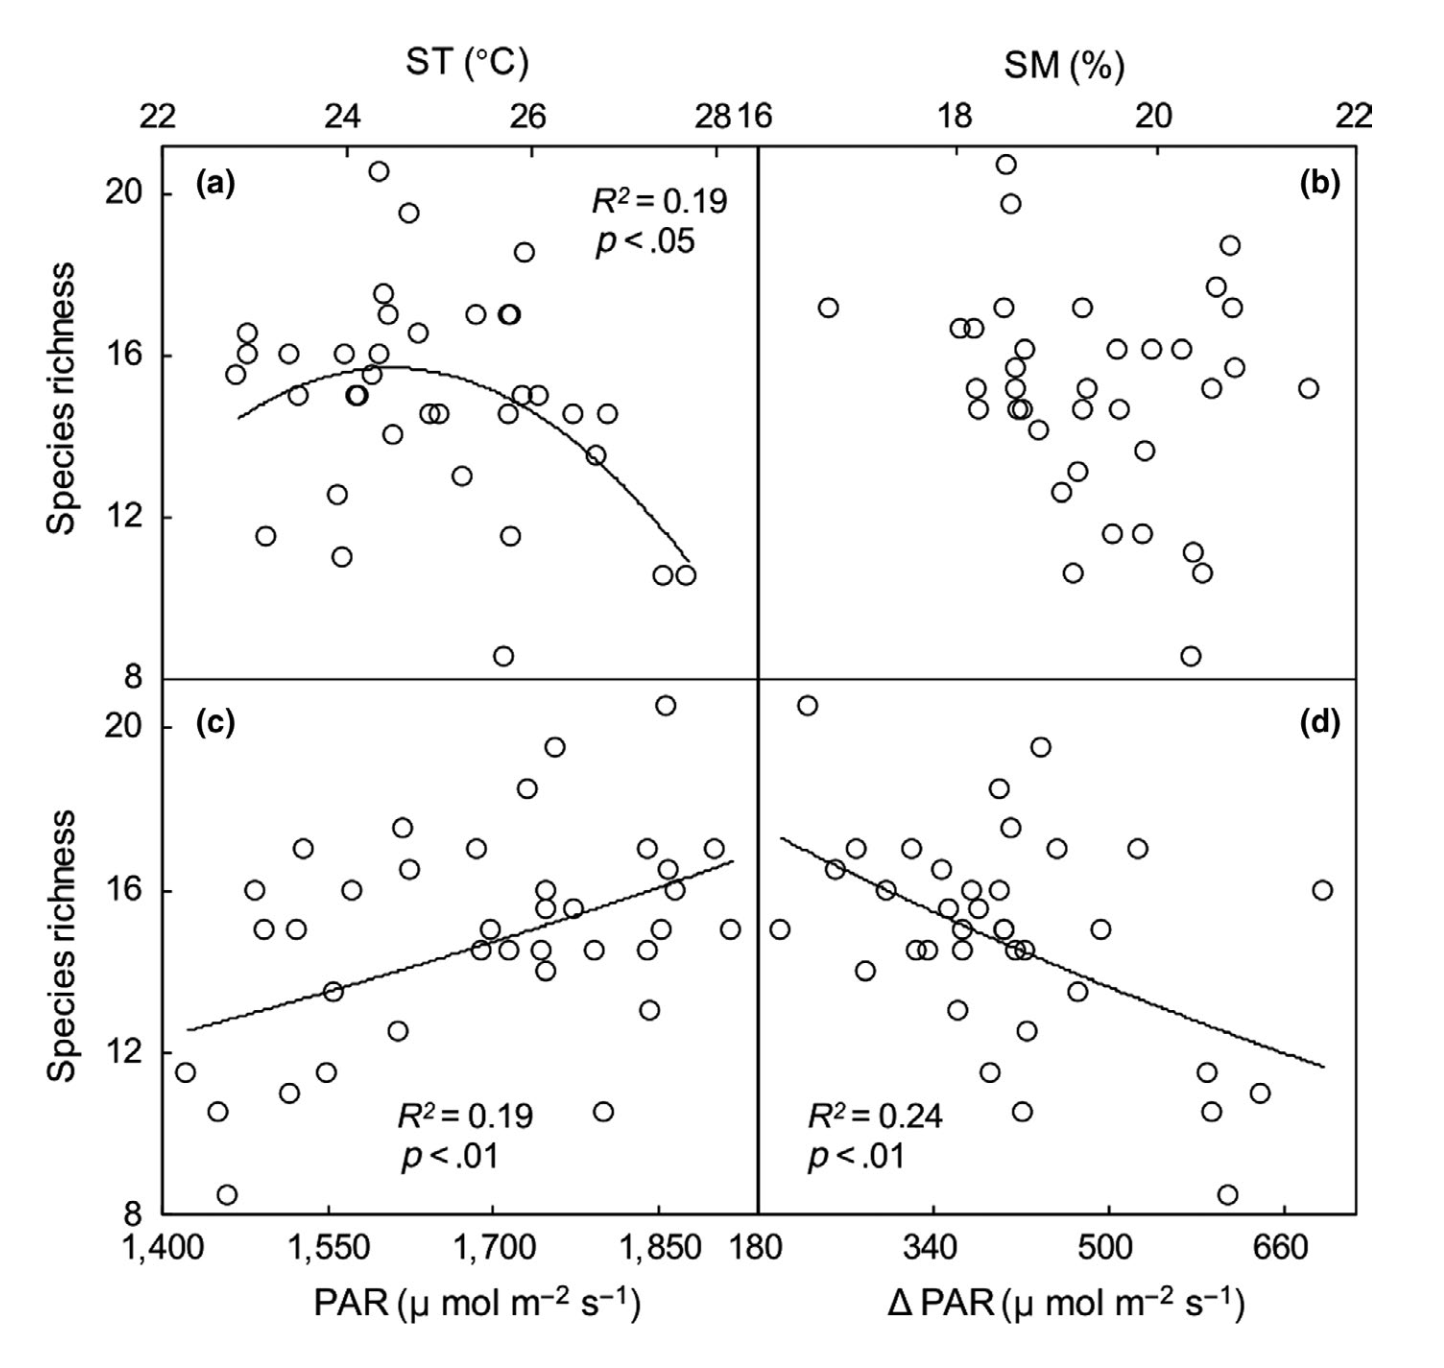 ST (°C) SM (%)
22 24 26 28 16 18 20 22
(a) (b)
R² = 0.19
p < .05
20
16
12
8
Species richness
(c) (d)
20
16
12
8
Species richness
R² = 0.19 R² = 0.24
p < .01 p < .01
1,400 1,550 1,700 1,850 180 340 500 660
PAR (μ mol m⁻² s⁻¹) Δ PAR (μ mol m⁻² s⁻¹)